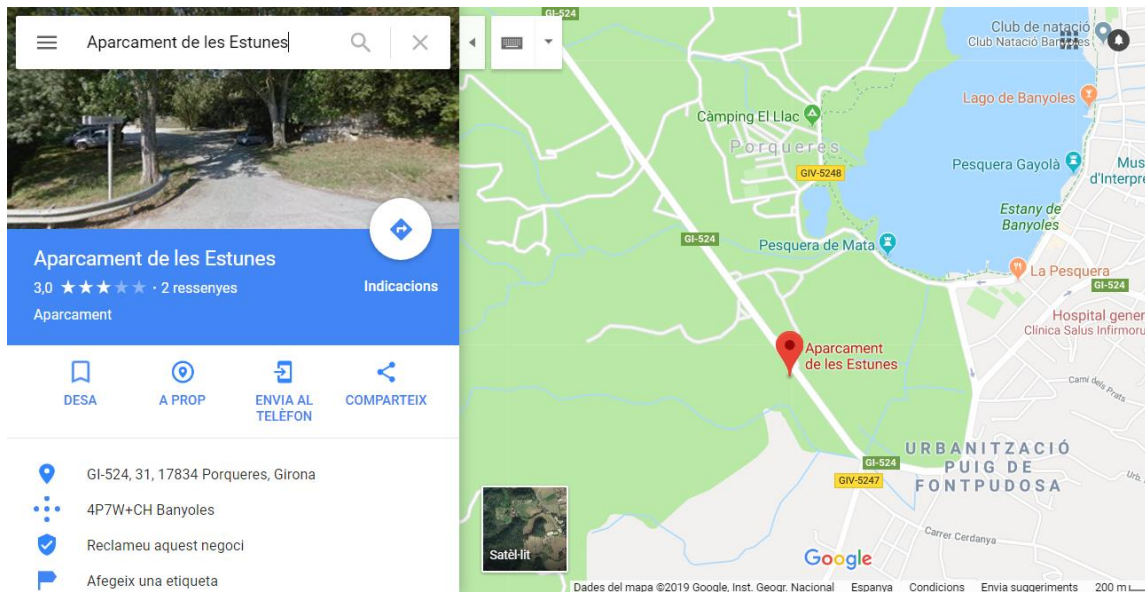 Aparcament de les Estunes
Aparcament de les Estunes
3,0 ★★★★★ · 2 ressenyes
Aparcament
Indicacions
DESA
A PROP
ENVIA AL
TELÈFON
COMPARTEIX
GI-524, 31, 17834 Porqueres, Girona
4P7W+CH Banyoles
Reclameu aquest negoci
Afegeix una etiqueta
GI-524
Club de natació
Club Natació Banyoles
Lago de Banyoles
Càmping El Llac
Porqueres
GIV-5248
Pesquera Gayolà
Mus
d'Interpre
Estany de
Banyoles
GI-524
Pesquera de Mata
La Pesquera
GI-524
Hospital gener
Clínica Salus Infirmoru
Aparcament
de les Estunes
Camí dels Prats
URBANITZACIÓ
PUIG DE
FONTPUDOSA
GI-524
GIV-5247
Urb.
Carrer Cerdanya
Satèl·lit
Google
Dades del mapa ©2019 Google, Inst. Geogr. Nacional Espanya Condicions Envia suggeriments 200 m